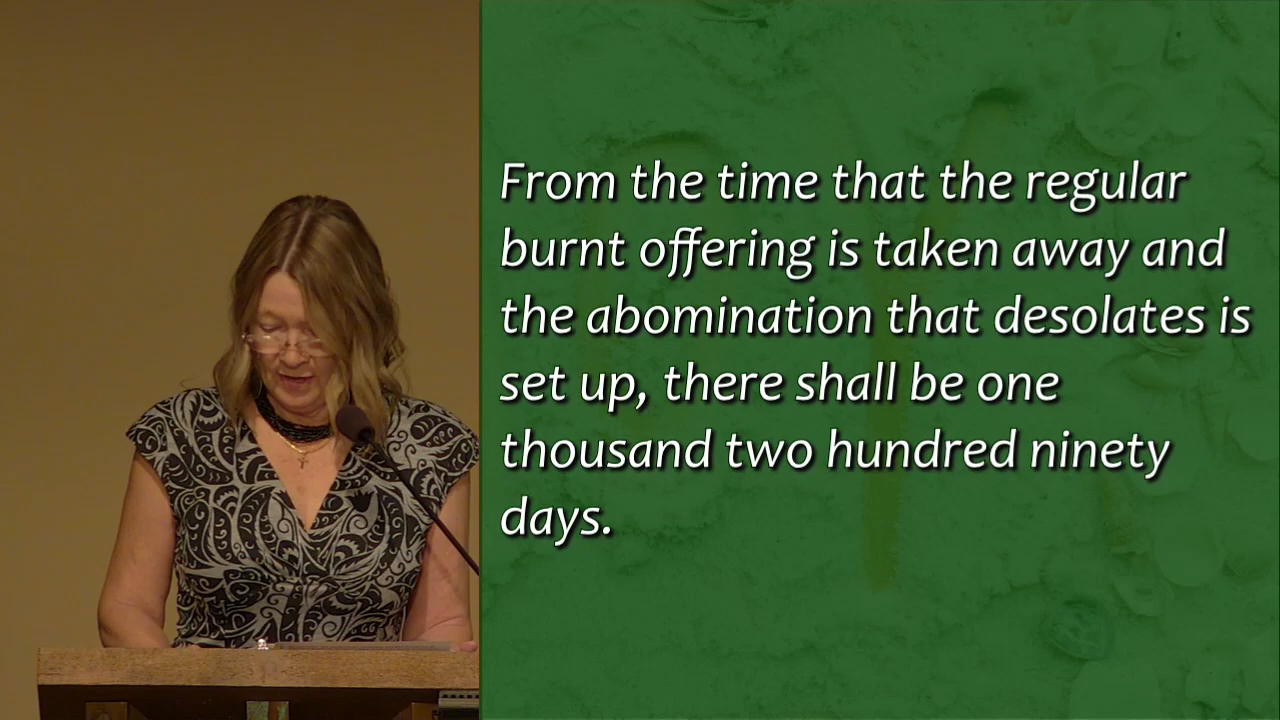 From the time that the regular
burnt offering is taken away and
the abomination that desolates is
set up, there shall be one
thousand two hundred ninety
days.